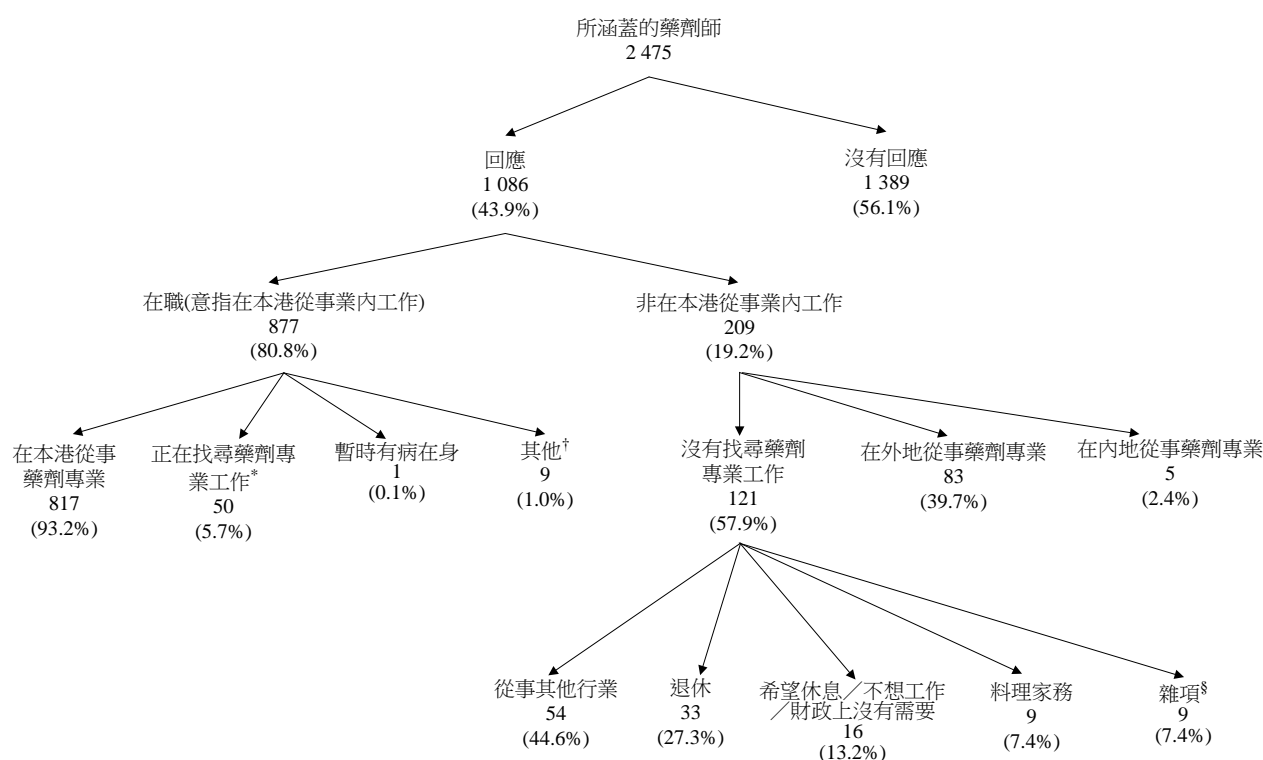 所涵蓋的藥劑師
2 475
回應
1 086
(43.9%)
沒有回應
1 389
(56.1%)
在職(意指在本港從事業內工作)
877
(80.8%)
非在本港從事業內工作
209
(19.2%)
在本港從事
藥劑專業
817
(93.2%)
正在找尋藥劑專
業工作*
50
(5.7%)
暫時有病在身
1
(0.1%)
其他†
9
(1.0%)
沒有找尋藥劑
專業工作
121
(57.9%)
在外地從事藥劑專業
83
(39.7%)
在內地從事藥劑專業
5
(2.4%)
從事其他行業
54
(44.6%)
退休
33
(27.3%)
希望休息／不想工作
／財政上沒有需要
16
(13.2%)
料理家務
9
(7.4%)
雜項§
9
(7.4%)